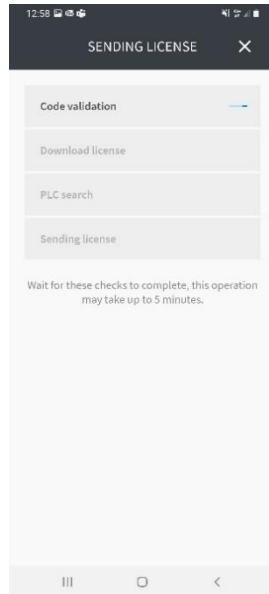 12:58
SENDING LICENSE
Code validation
Download license
PLC search
Sending license
Wait for these checks to complete, this operation
may take up to 5 minutes.